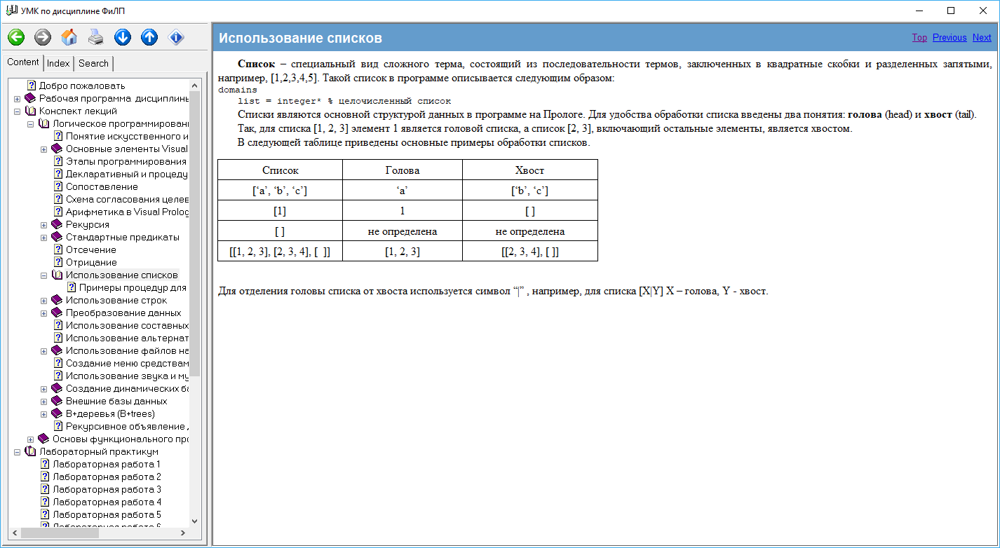 УМК по дисциплине ФиЛП
Content Index Search
Добро пожаловать
Рабочая программа дисциплины
Конспект лекций
Логическое программировани
Понятие искусственного и
Основные элементы Visual
Этапы программирования
Декларативный и процеду
Сопоставление
Схема согласования целев
Арифметика в Visual Prolog
Рекурсия
Стандартные предикаты
Отсечение
Отрицание
Использование списков
Примеры процедур для
Использование строк
Преобразование данных
Использование составных
Использование альтернат
Использование файлов на
Создание меню средствам
Использование звука и му
Создание динамических ба
Внешние базы данных
B+деревья (B+trees)
Рекурсивное объявление
Основы функционального про
Лабораторный практикум
Лабораторная работа 1
Лабораторная работа 2
Лабораторная работа 3
Лабораторная работа 4
Лабораторная работа 5
Лабораторная работа 6
Использование списков
Top Previous Next
Список – специальный вид сложного терма, состоящий из последовательности термов, заключенных в квадратные скобки и разделенных запятыми,
например, [1,2,3,4,5]. Такой список в программе описывается следующим образом:
domains
list = integer* % целочисленный список
Списки являются основной структурой данных в программе на Прологе. Для удобства обработки списка введены два понятия: голова (head) и хвост (tail).
Так, для списка [1, 2, 3] элемент 1 является головой списка, а список [2, 3], включающий остальные элементы, является хвостом.
В следующей таблице приведены основные примеры обработки списков.
Список Голова Хвост
[‘a’, ‘b’, ‘c’] ‘a’ [‘b’, ‘c’]
[1] 1 [ ]
[ ] не определена не определена
[[1, 2, 3], [2, 3, 4], [ ]] [1, 2, 3] [[2, 3, 4], [ ]]
Для отделения головы списка от хвоста используется символ “|” , например, для списка [X|Y] X – голова, Y - хвост.